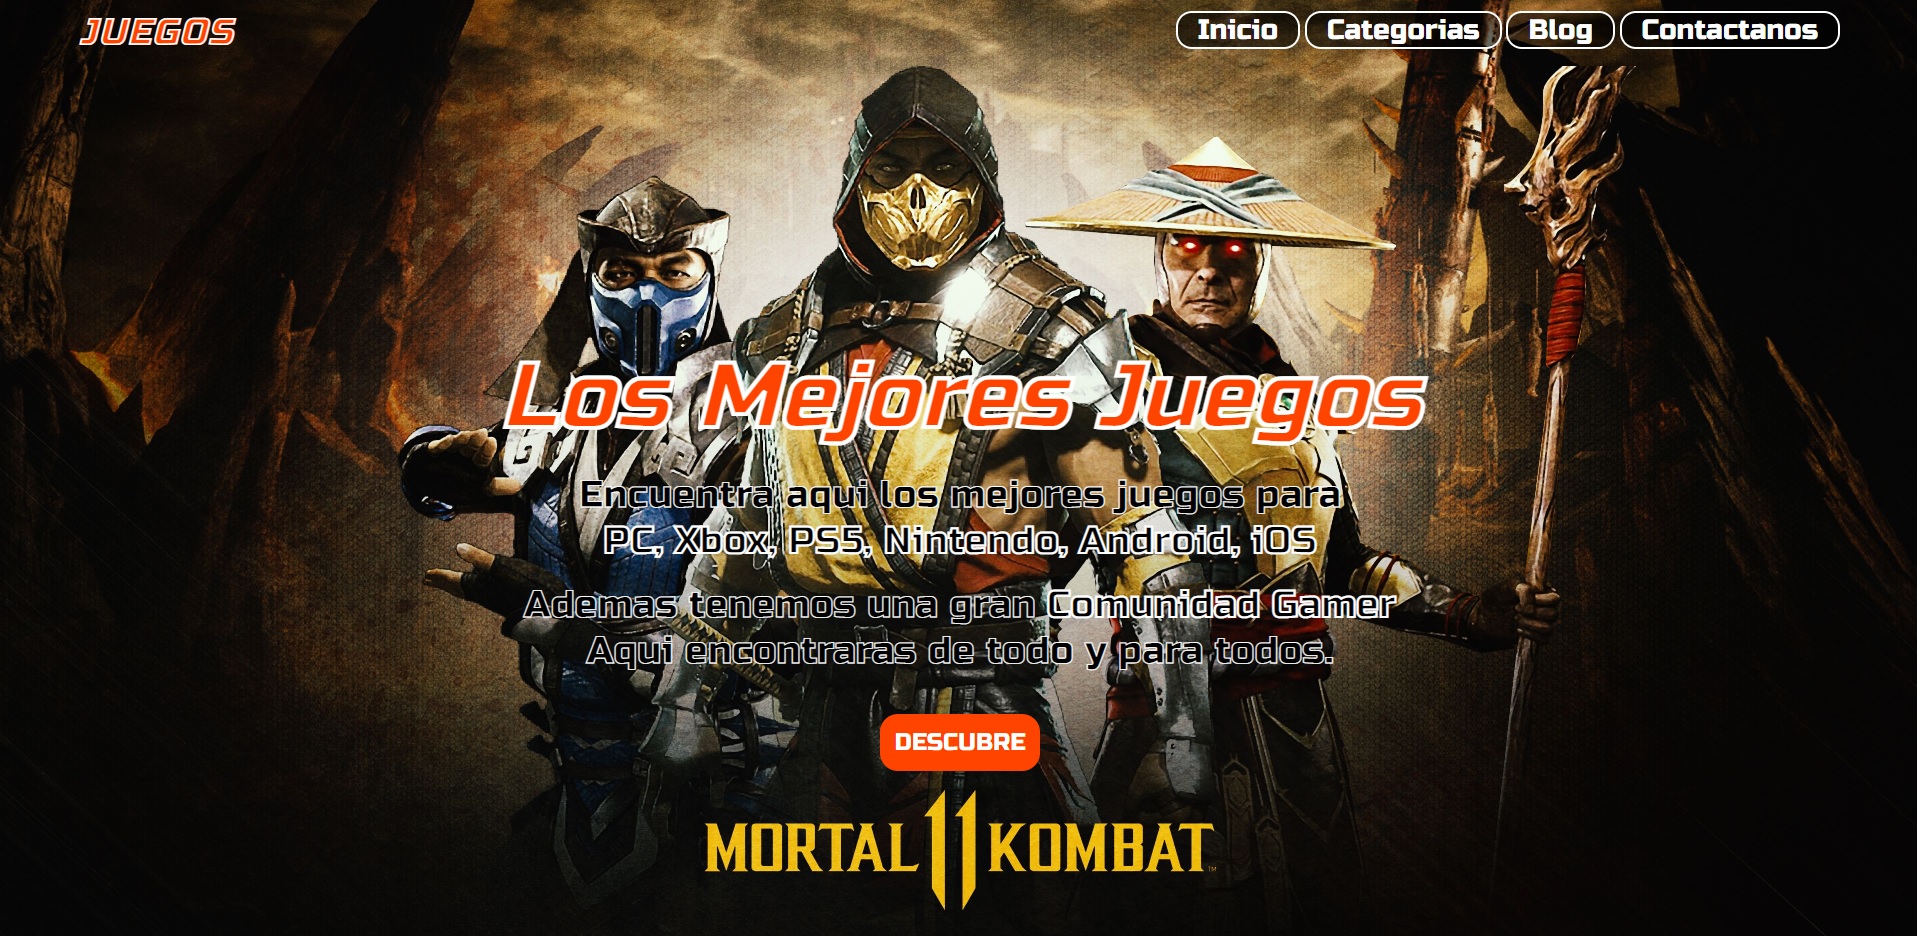 JUEGOS
Inicio Categorias Blog Contactanos
Los Mejores Juegos
Encuentra aqui los mejores juegos para
PC, Xbox, PS5, Nintendo, Android, iOS
Ademas tenemos una gran Comunidad Gamer
Aqui encontraras de todo y para todos.
DESCUBRE
MORTAL 11 KOMBAT™